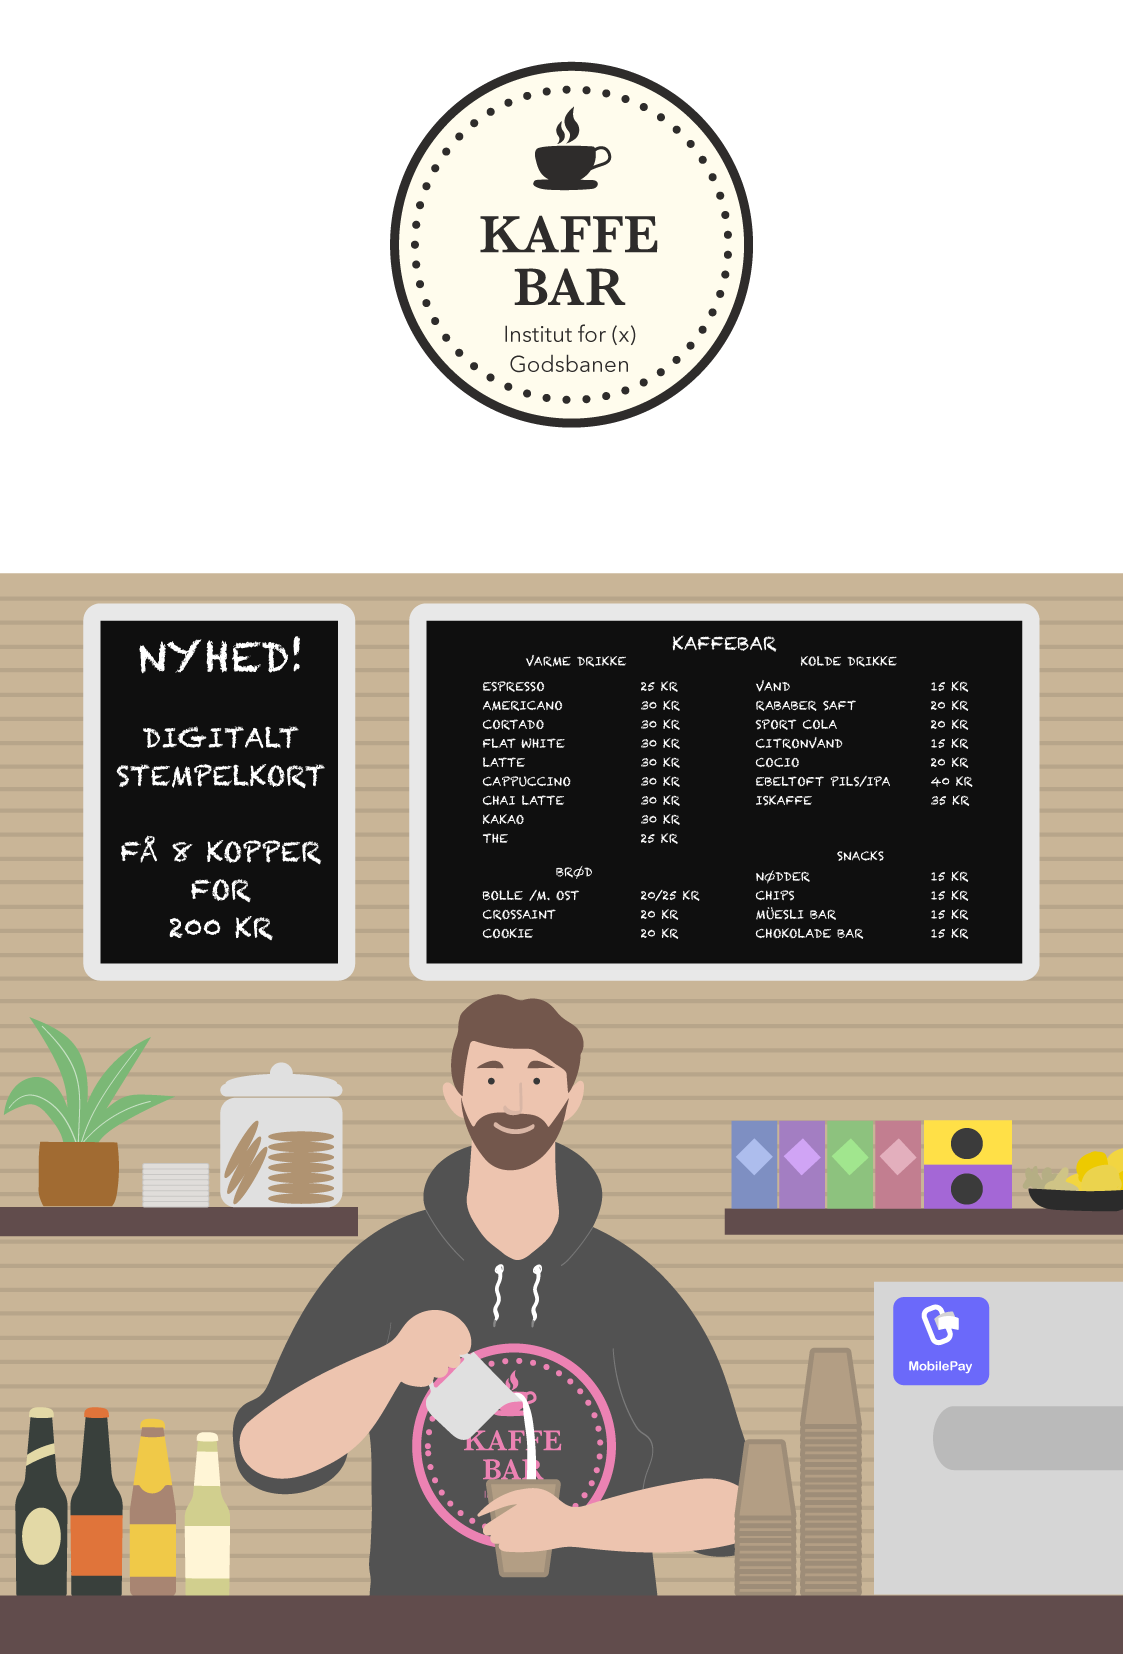 KAFFE
BAR
Institut for (x)
Godsbanen
NYHED!
DIGITALT
STEMPELKORT
FÅ 8 KOPPER
FOR
200 KR
KAFFEBAR
VARME DRIKKE
ESPRESSO 25 KR
AMERICANO 30 KR
CORTADO 30 KR
FLAT WHITE 30 KR
LATTE 30 KR
CAPPUCCINO 30 KR
CHAI LATTE 30 KR
KAKAO 30 KR
THE 25 KR
BRØD
BOLLE /M. OST 20/25 KR
CROSSAINT 20 KR
COOKIE 20 KR
KOLDE DRIKKE
VAND 15 KR
RABABER SAFT 20 KR
SPORT COLA 20 KR
CITRONVAND 15 KR
COCIO 20 KR
EBELTOFT PILS/IPA 40 KR
ISKAFFE 35 KR
SNACKS
NØDDER 15 KR
CHIPS 15 KR
MÜESLI BAR 15 KR
CHOKOLADE BAR 15 KR
MobilePay
KAFFE
BAR